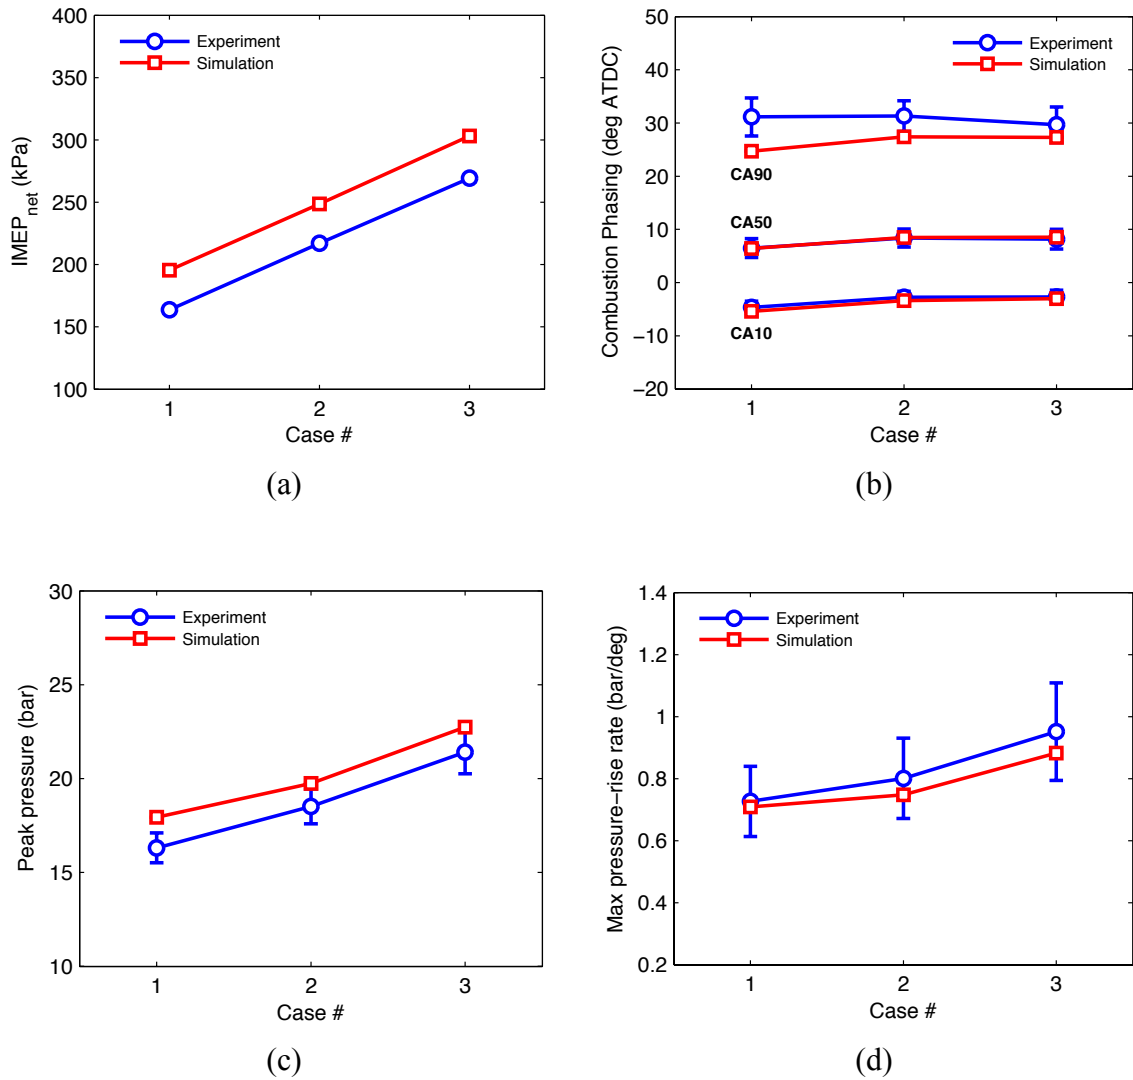 400
350
300
250
200
150
100
IMEPnet (kPa)
Experiment
Simulation
1 2 3
Case #
(a)
50
40
30
20
10
0
−10
−20
Combustion Phasing (deg ATDC)
Experiment
Simulation
CA90
CA50
CA10
1 2 3
Case #
(b)
30
25
20
15
10
Peak pressure (bar)
Experiment
Simulation
1 2 3
Case #
(c)
1.4
1.2
1
0.8
0.6
0.4
0.2
Max pressure−rise rate (bar/deg)
Experiment
Simulation
1 2 3
Case #
(d)